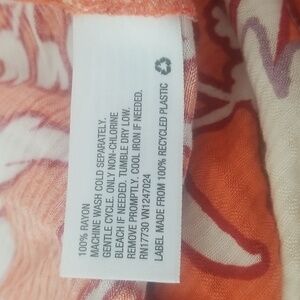 100% RAYON
MACHINE WASH COLD SEPARATELY.
GENTLE CYCLE. ONLY NON-CHLORINE
BLEACH IF NEEDED. TUMBLE DRY LOW.
REMOVE PROMPTLY. COOL IRON IF NEEDED.
RN17730 VN1247024
LABEL MADE FROM 100% RECYCLED PLASTIC